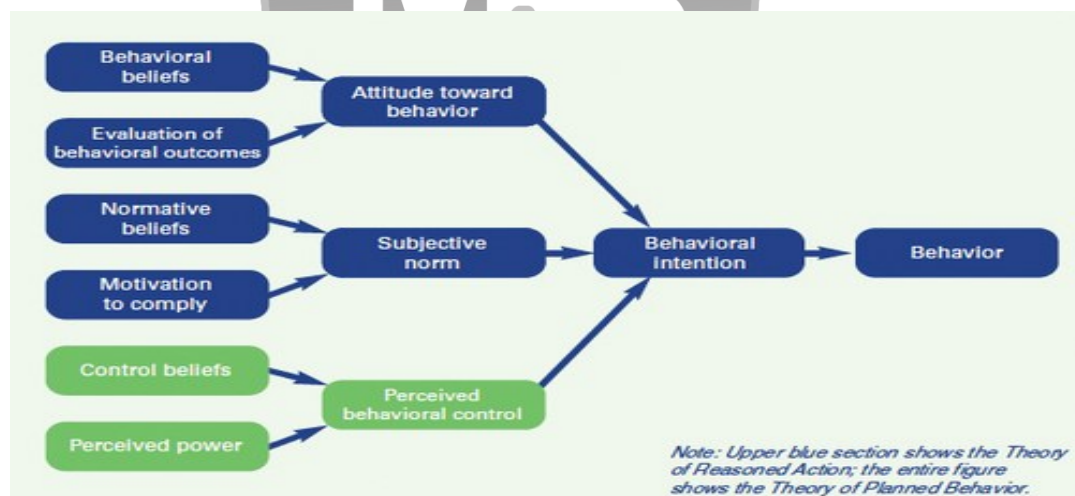 Behavioral
beliefs
Evaluation of
behavioral outcomes
Attitude toward
behavior
Normative
beliefs
Motivation
to comply
Subjective
norm
Behavioral
intention
Behavior
Control beliefs
Perceived power
Perceived
behavioral control
Note: Upper blue section shows the Theory
of Reasoned Action; the entire figure
shows the Theory of Planned Behavior.